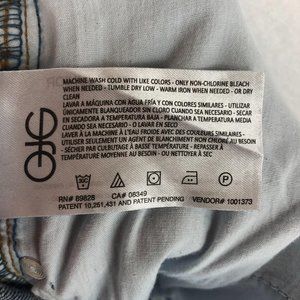 MACHINE WASH COLD WITH LIKE COLORS - ONLY NON-CHLORINE BLEACH
WHEN NEEDED - TUMBLE DRY LOW - WARM IRON WHEN NEEDED - OR DRY
CLEAN
LAVAR A MÁQUINA CON AGUA FRÍA Y CON COLORES SIMILARES - UTILIZAR
ÚNICAMENTE BLANQUEADOR SIN CLORO CUANDO SEA NECESARIO - SECAR
EN SECADORA A TEMPERATURA BAJA - PLANCHAR A TEMPERATURA MEDIA
CUANDO SEA NECESARIO - O LAVAR EN SECO
LAVER À LA MACHINE À L'EAU FROIDE AVEC DES COULEURS SIMILAIRES -
UTILISER SEULEMENT UN AGENT DE BLANCHIMENT NON CHLORÉ AU BESOIN
- SÉCHER PAR CULBUTAGE À BASSE TEMPÉRATURE - REPASSER À
TEMPÉRATURE MOYENNE AU BESOIN - OU NETTOYER À SEC
RN# 89828 CA# 06349
PATENT 10,251,431 AND PATENT PENDING VENDOR# 1001373